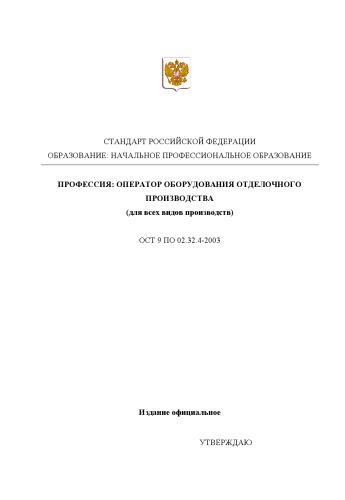 СТАНДАРТ РОССИЙСКОЙ ФЕДЕРАЦИИ
ОБРАЗОВАНИЕ: НАЧАЛЬНОЕ ПРОФЕССИОНАЛЬНОЕ ОБРАЗОВАНИЕ
ПРОФЕССИЯ: ОПЕРАТОР ОБОРУДОВАНИЯ ОТДЕЛОЧНОГО
ПРОИЗВОДСТВА
(для всех видов производств)
ОСТ 9 ПО 02.32.4-2003
Издание официальное
УТВЕРЖДАЮ